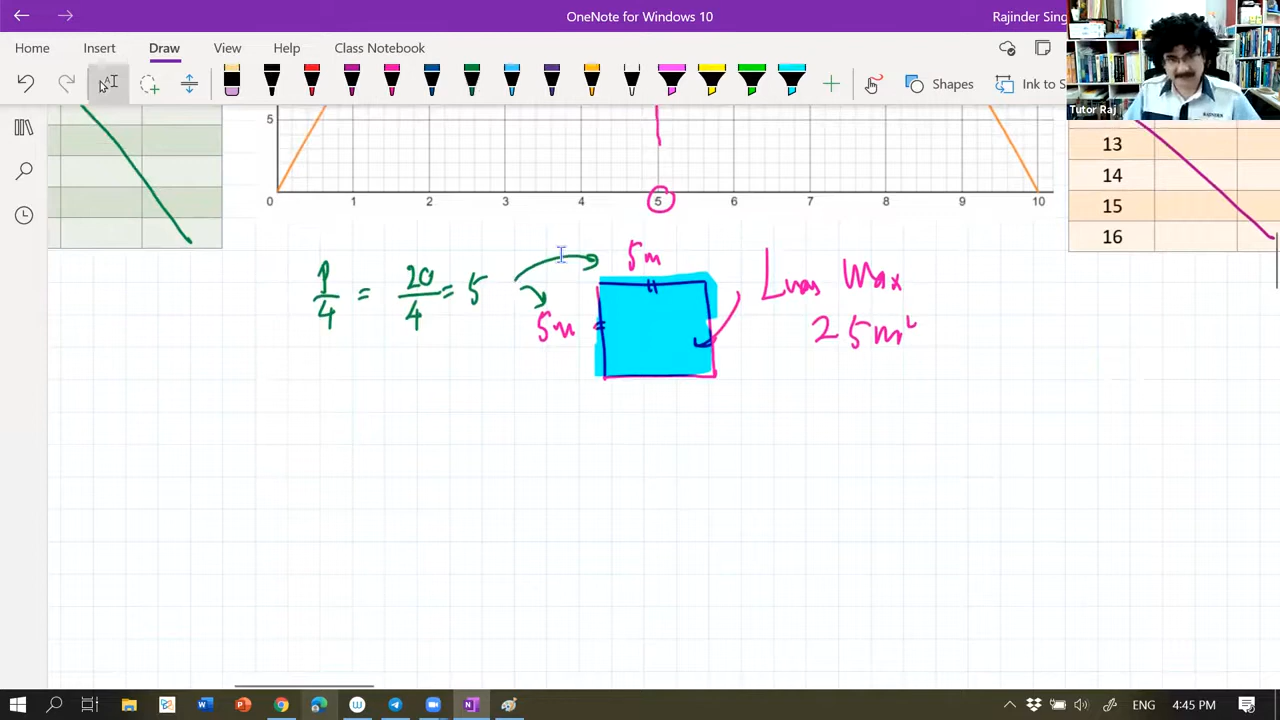 OneNote for Windows 10
Rajinder Sing
Home Insert Draw View Help Class Notebook
Shapes Ink to S
Tutor Raj
5
0 1 2 3 4 5 6 7 8 9 10
13
14
15
16
P/4 = 20/4 = 5
5m
5m
Luas Max
25m²
ENG
4:45 PM